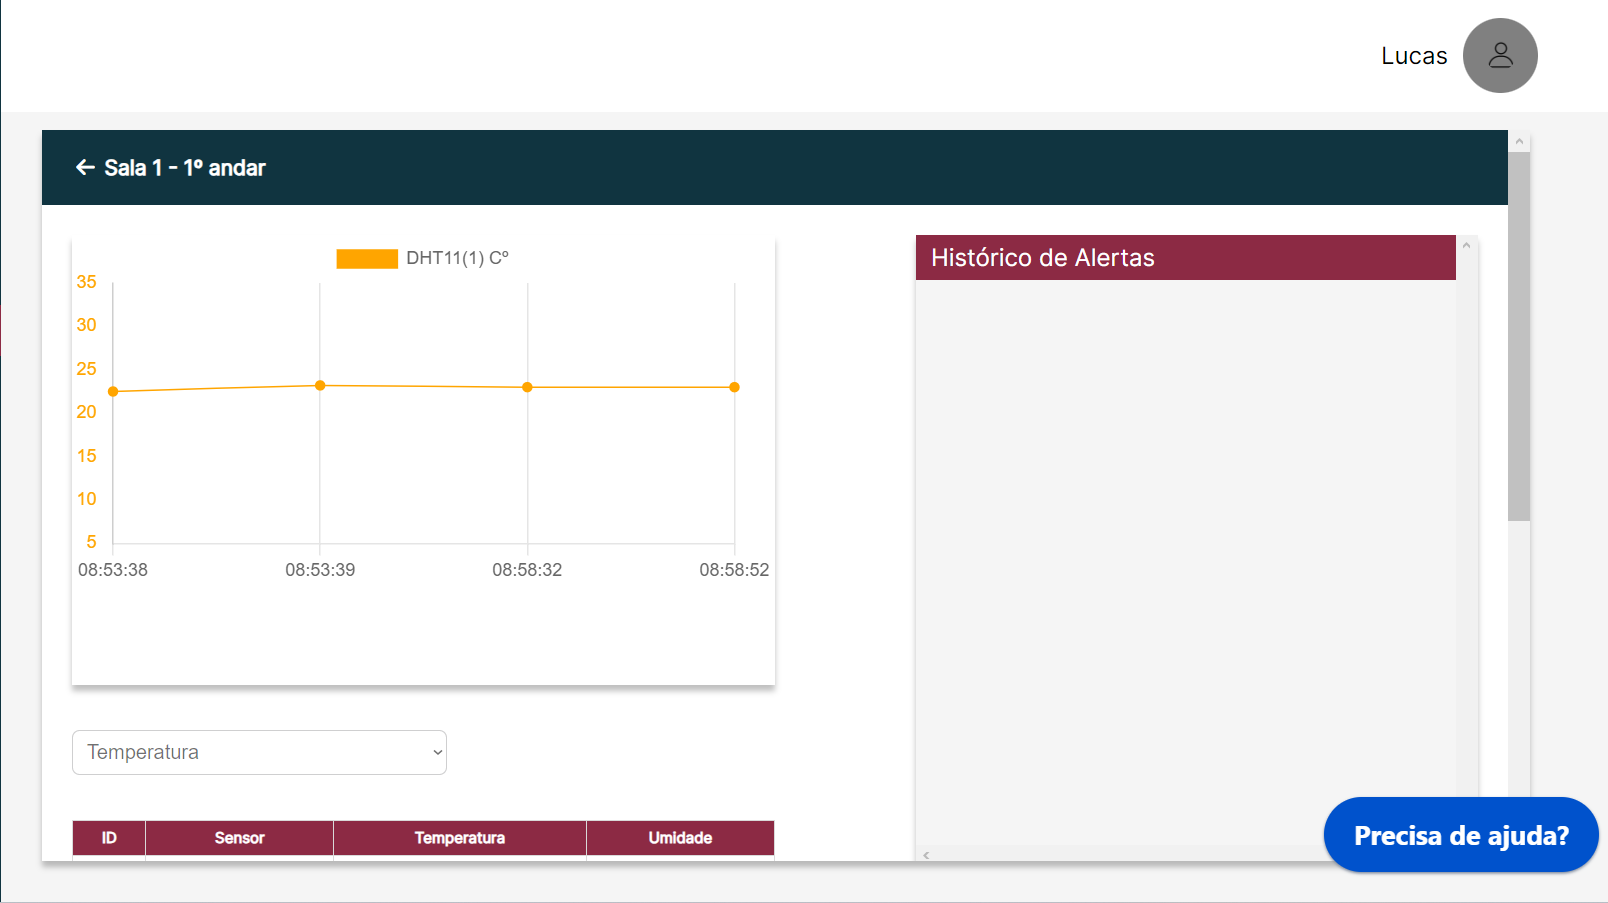 Lucas
Sala 1 - 1º andar
DHT11(1) Cº
35
30
25
20
15
10
5
08:53:38 08:53:39 08:58:32 08:58:52
Histórico de Alertas
Temperatura
ID Sensor Temperatura Umidade
Precisa de ajuda?